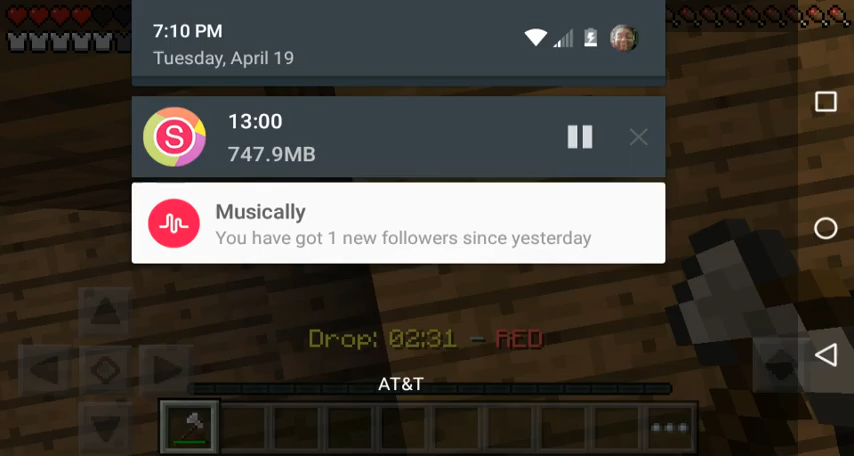 7:10 PM
Tuesday, April 19
S
13:00
747.9MB
Musically
You have got 1 new followers since yesterday
Drop: 02:31 - RED
AT&T